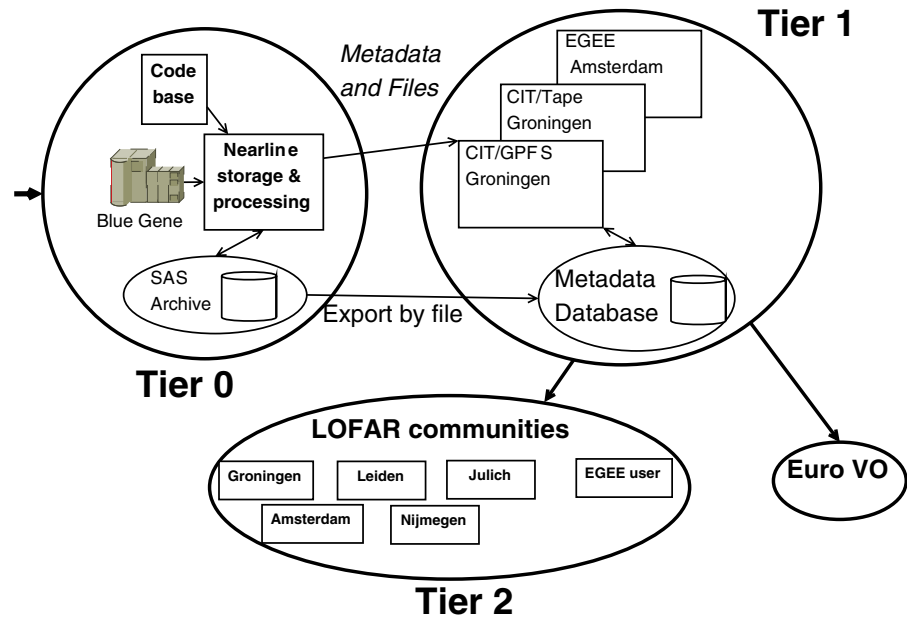 Tier 1
Metadata
and Files
EGEE
Amsterdam
Code
base
CIT/Tape
Groningen
Nearline
storage &
processing
CIT/GPFS
Groningen
Blue Gene
SAS
Archive
Metadata
Database
Export by file
Tier 0
LOFAR communities
Groningen
Leiden
Julich
EGEE user
Amsterdam
Nijmegen
Euro VO
Tier 2